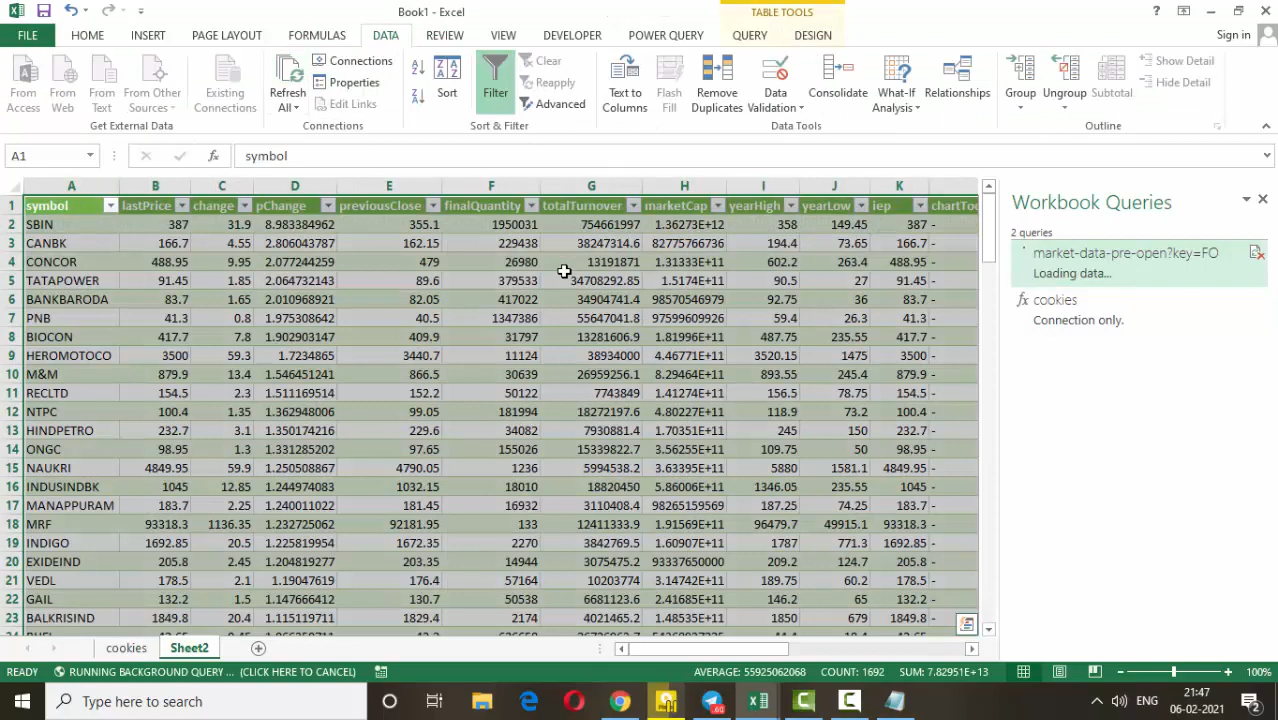 Book1 - Excel
TABLE TOOLS
?
FILE HOME INSERT PAGE LAYOUT FORMULAS DATA REVIEW VIEW DEVELOPER POWER QUERY QUERY DESIGN Sign in
From Access
From Web
From Text
From Other Sources
Existing Connections
Get External Data
Refresh All
Connections
Properties
Edit Links
Connections
Sort
Filter
Clear
Reapply
Advanced
Sort & Filter
Text to Columns
Flash Fill
Remove Duplicates
Data Validation
Consolidate
What-If Analysis
Relationships
Data Tools
Group
Ungroup
Subtotal
Show Detail
Hide Detail
Outline
A1 fx symbol
A B C D E F G H I J K
1 symbol lastPrice change pChange previousClose finalQuantity totalTurnover marketCap yearHigh yearLow iep chartTod
2 SBIN 387 31.9 8.983384962 355.1 1950031 754661997 1.36273E+12 358 149.45 387 -
3 CANBK 166.7 4.55 2.806043787 162.15 229438 38247314.6 82775766736 194.4 73.65 166.7 -
4 CONCOR 488.95 9.95 2.077244259 479 26980 13191871 1.31333E+11 602.2 263.4 488.95 -
5 TATAPOWER 91.45 1.85 2.064732143 89.6 379533 34708292.85 1.5174E+11 90.5 27 91.45 -
6 BANKBARODA 83.7 1.65 2.010968921 82.05 417022 34904741.4 98570546979 92.75 36 83.7 -
7 PNB 41.3 0.8 1.975308642 40.5 1347386 55647041.8 97599609926 59.4 26.3 41.3 -
8 BIOCON 417.7 7.8 1.902903147 409.9 31797 13281606.9 1.81996E+11 487.75 235.55 417.7 -
9 HEROMOTOCO 3500 59.3 1.7234865 3440.7 11124 38934000 4.46771E+11 3520.15 1475 3500 -
10 M&M 879.9 13.4 1.546451241 866.5 30639 26959256.1 8.29464E+11 893.55 245.4 879.9 -
11 RECLTD 154.5 2.3 1.511169514 152.2 50122 7743849 1.41274E+11 156.5 78.75 154.5 -
12 NTPC 100.4 1.35 1.362948006 99.05 181994 18272197.6 4.80227E+11 118.9 73.2 100.4 -
13 HINDPETRO 232.7 3.1 1.350174216 229.6 34082 7930881.4 1.70351E+11 245 150 232.7 -
14 ONGC 98.95 1.3 1.331285202 97.65 155026 15339822.7 3.56255E+11 109.75 50 98.95 -
15 NAUKRI 4849.95 59.9 1.250508867 4790.05 1236 5994538.2 3.63395E+11 5880 1581.1 4849.95 -
16 INDUSINDBK 1045 12.85 1.244974083 1032.15 18010 18820450 5.86006E+11 1346.05 235.55 1045 -
17 MANAPPURAM 183.7 2.25 1.240011022 181.45 16932 3110408.4 98265159569 187.25 74.25 183.7 -
18 MRF 93318.3 1136.35 1.232725062 92181.95 133 12411333.9 1.91569E+11 96479.7 49915.1 93318.3 -
19 INDIGO 1692.85 20.5 1.225819954 1672.35 2270 3842769.5 1.60907E+11 1787 771.3 1692.85 -
20 EXIDEIND 205.8 2.45 1.204819277 203.35 14944 3075475.2 93337650000 209.2 124.7 205.8 -
21 VEDL 178.5 2.1 1.19047619 176.4 57164 10203774 3.14742E+11 189.75 60.2 178.5 -
22 GAIL 132.2 1.5 1.147666412 130.7 50538 6681123.6 2.41685E+11 146.2 65 132.2 -
23 BALKRISIND 1849.8 20.4 1.115119711 1829.4 2174 4021465.2 1.48535E+11 1850 679 1849.8 -
Workbook Queries
2 queries
market-data-pre-open?key=FO
Loading data...
fx cookies
Connection only.
cookies Sheet2
READY RUNNING BACKGROUND QUERY ... (CLICK HERE TO CANCEL) AVERAGE: 55925062068 COUNT: 1692 SUM: 7.82951E+13 100%
Type here to search
.60
ENG
21:47
06-02-2021
2